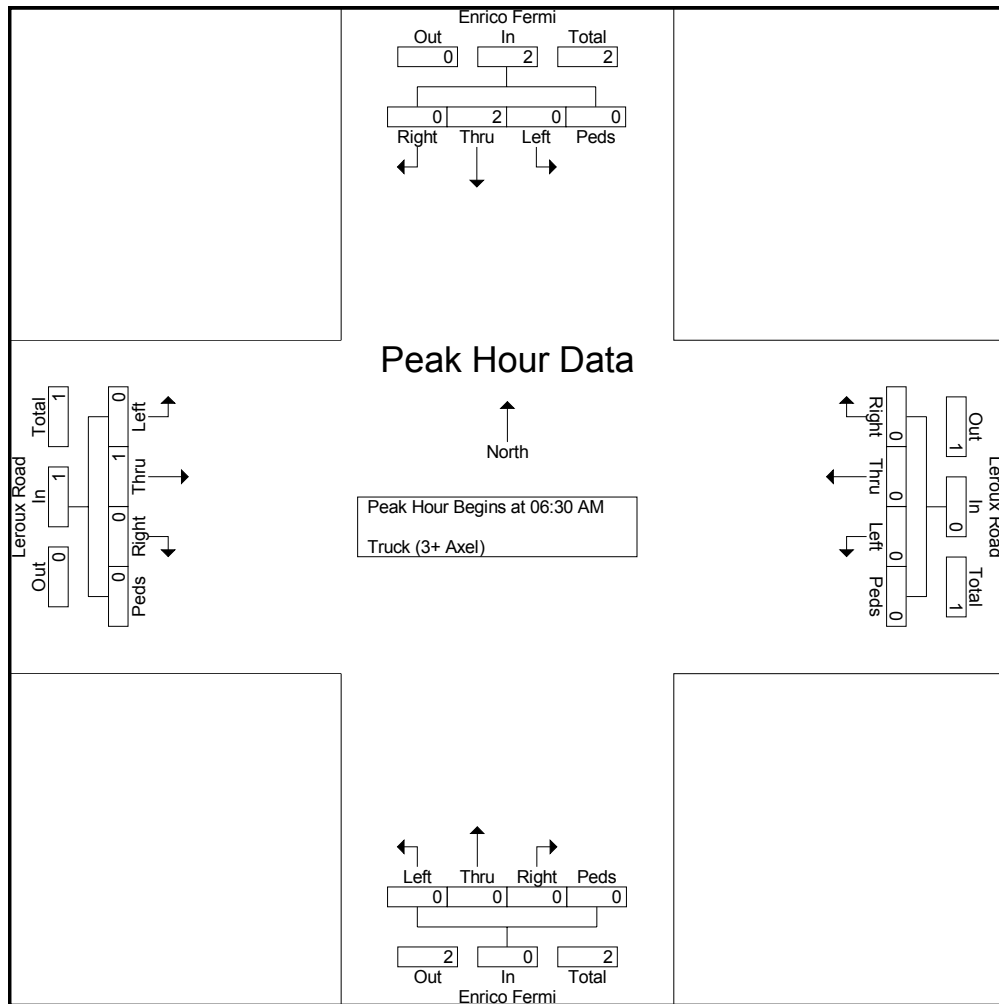 Enrico Fermi
Out In Total
0 2 2
0 2 0 0
Right Thru Left Peds
Peak Hour Data
North
Peak Hour Begins at 06:30 AM
Truck (3+ Axel)
Leroux Road
Total In Out
1 1 0
0 1 0 0
Left Thru Right Peds
Right Thru Left Peds
0 0 0 0
Out In Total
1 0 1
Leroux Road
Left Thru Right Peds
0 0 0 0
2 0 2
Out In Total
Enrico Fermi